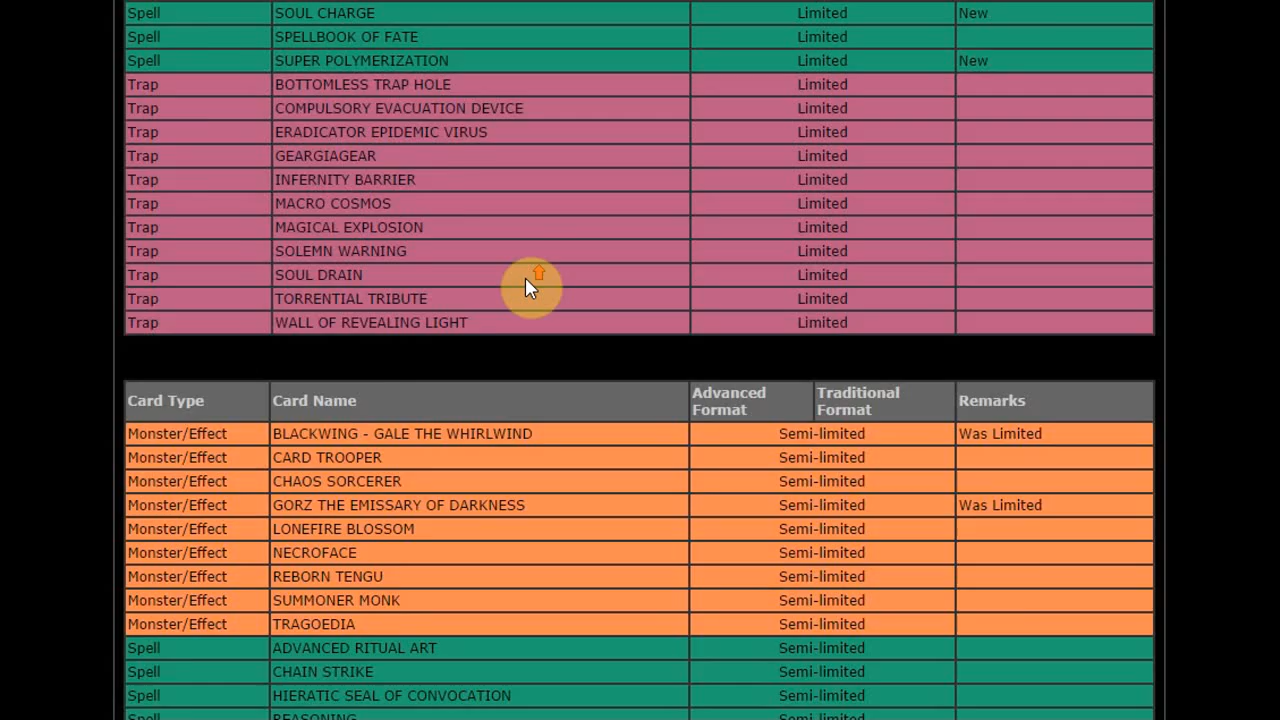 Spell SOUL CHARGE Limited New
Spell SPELLBOOK OF FATE Limited
Spell SUPER POLYMERIZATION Limited New
Trap BOTTOMLESS TRAP HOLE Limited
Trap COMPULSORY EVACUATION DEVICE Limited
Trap ERADICATOR EPIDEMIC VIRUS Limited
Trap GEARGIAGEAR Limited
Trap INFERNITY BARRIER Limited
Trap MACRO COSMOS Limited
Trap MAGICAL EXPLOSION Limited
Trap SOLEMN WARNING Limited
Trap SOUL DRAIN Limited
Trap TORRENTIAL TRIBUTE Limited
Trap WALL OF REVEALING LIGHT Limited
Card Type Card Name Advanced Format Traditional Format Remarks
Monster/Effect BLACKWING - GALE THE WHIRLWIND Semi-limited Was Limited
Monster/Effect CARD TROOPER Semi-limited
Monster/Effect CHAOS SORCERER Semi-limited
Monster/Effect GORZ THE EMISSARY OF DARKNESS Semi-limited Was Limited
Monster/Effect LONEFIRE BLOSSOM Semi-limited
Monster/Effect NECROFACE Semi-limited
Monster/Effect REBORN TENGU Semi-limited
Monster/Effect SUMMONER MONK Semi-limited
Monster/Effect TRAGOEDIA Semi-limited
Spell ADVANCED RITUAL ART Semi-limited
Spell CHAIN STRIKE Semi-limited
Spell HIERATIC SEAL OF CONVOCATION Semi-limited
Spell REASONING Semi-limited